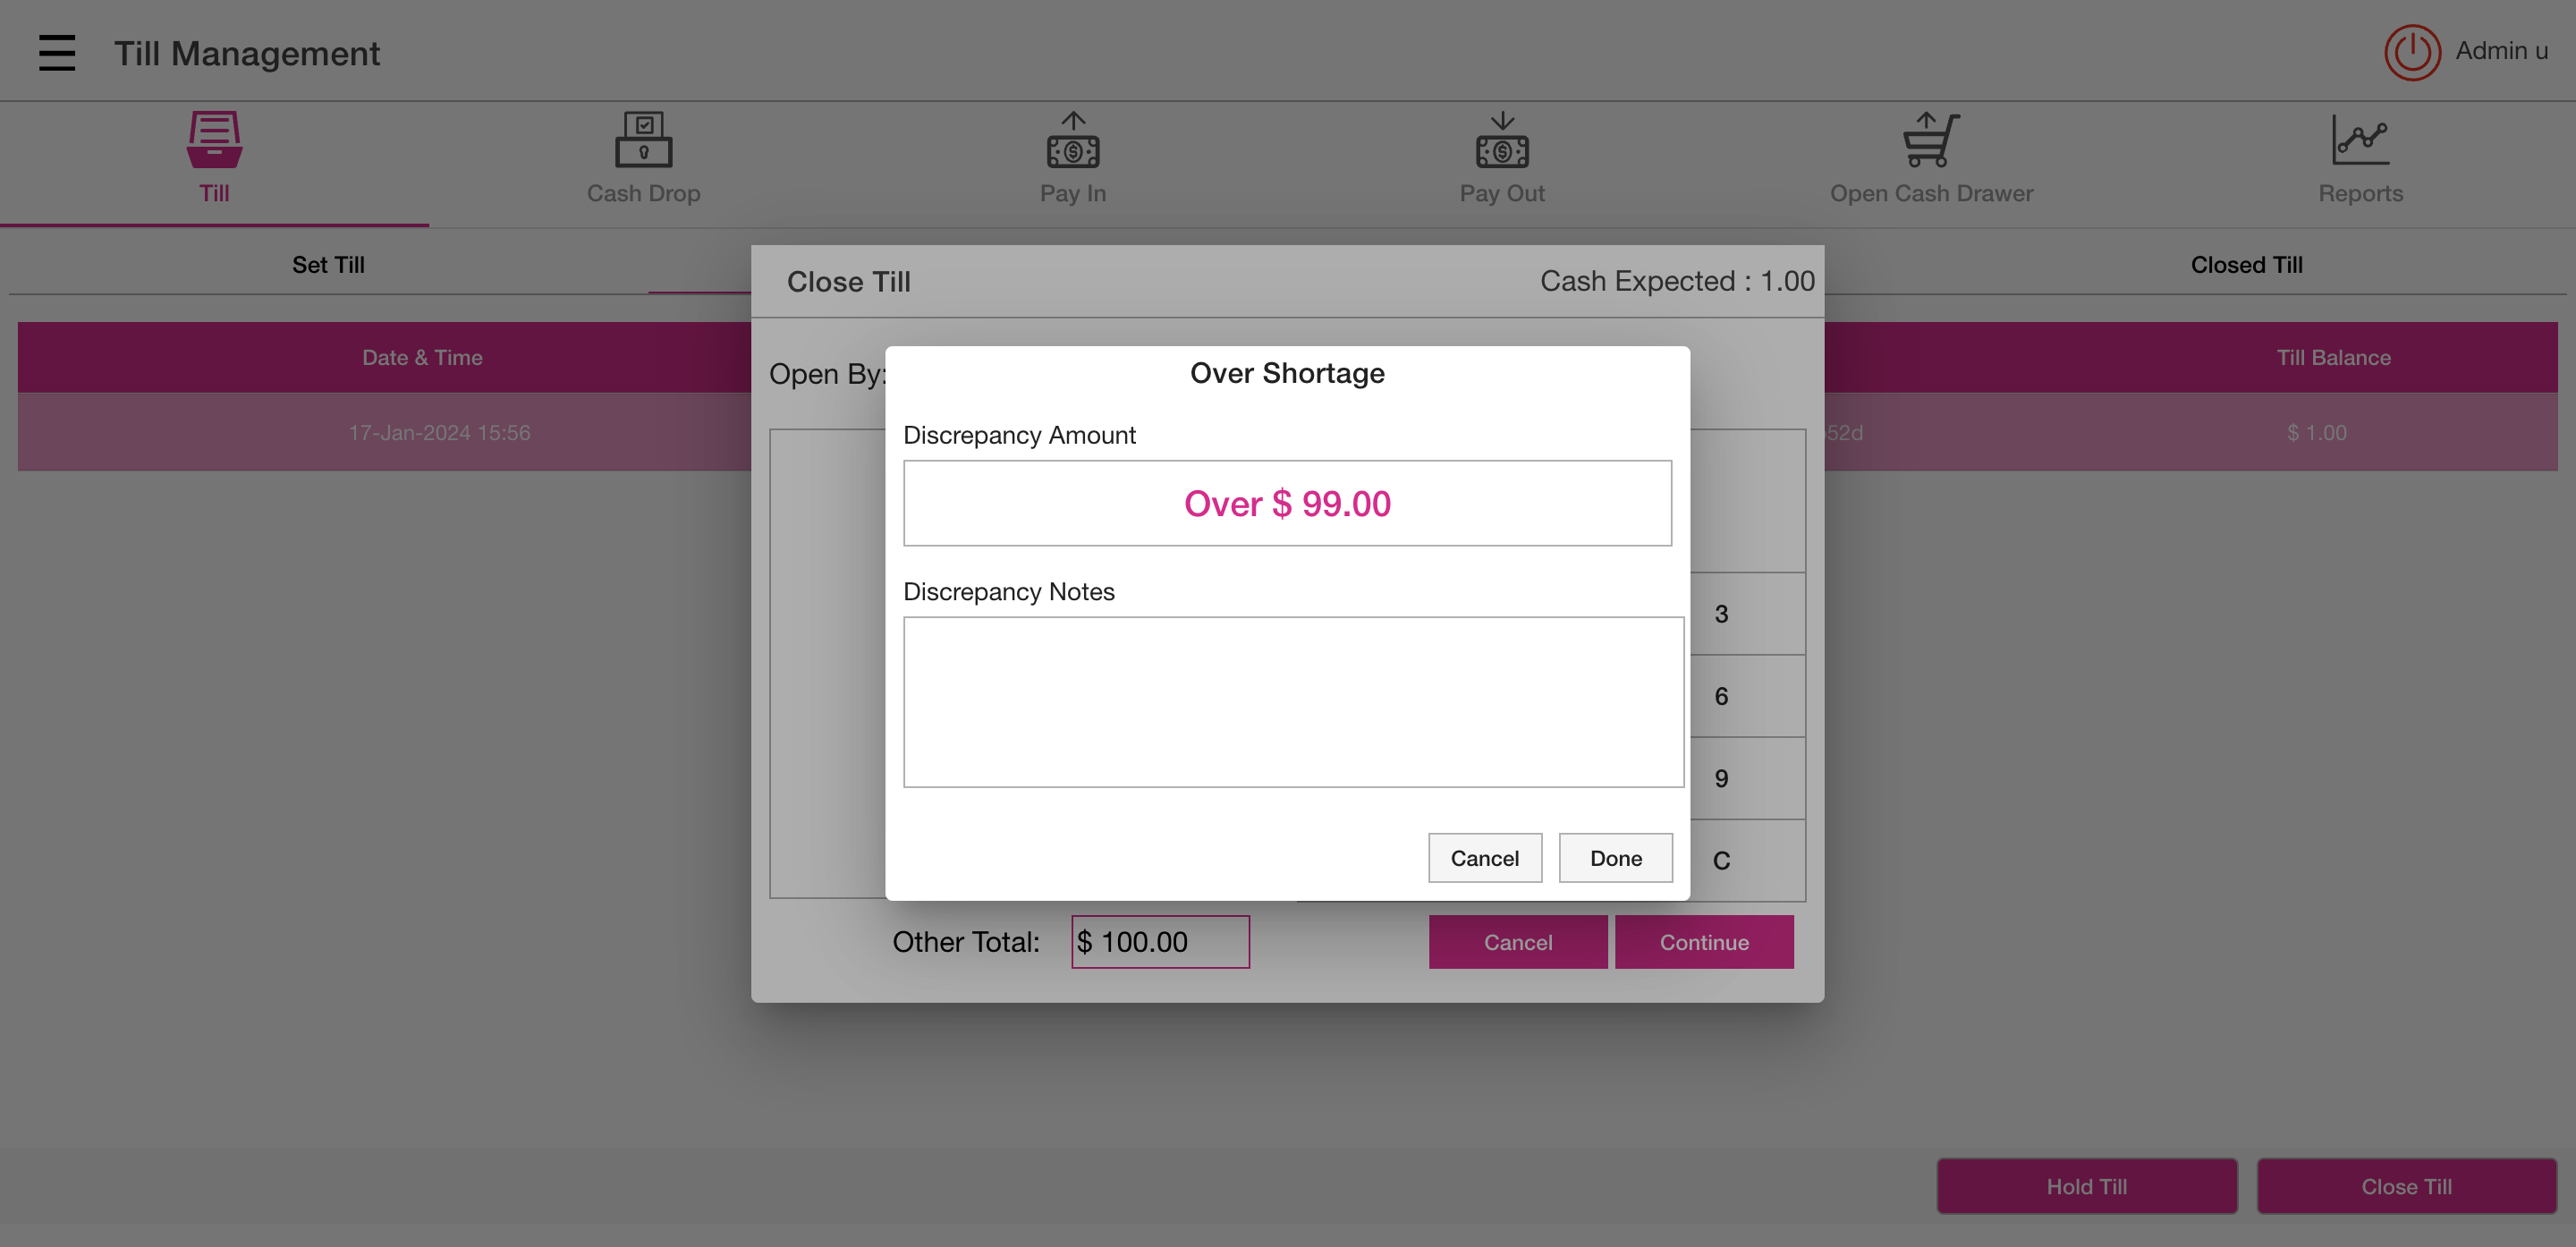 Till Management
Admin u
Till
Cash Drop
Pay In
Pay Out
Open Cash Drawer
Reports
Set Till
Closed Till
Close Till
Cash Expected : 1.00
Date & Time
Till Balance
Open By:
17-Jan-2024 15:56
52d
$ 1.00
Over Shortage
Discrepancy Amount
Over $ 99.00
Discrepancy Notes
3
6
9
C
Cancel
Done
Other Total:
$ 100.00
Cancel
Continue
Hold Till
Close Till